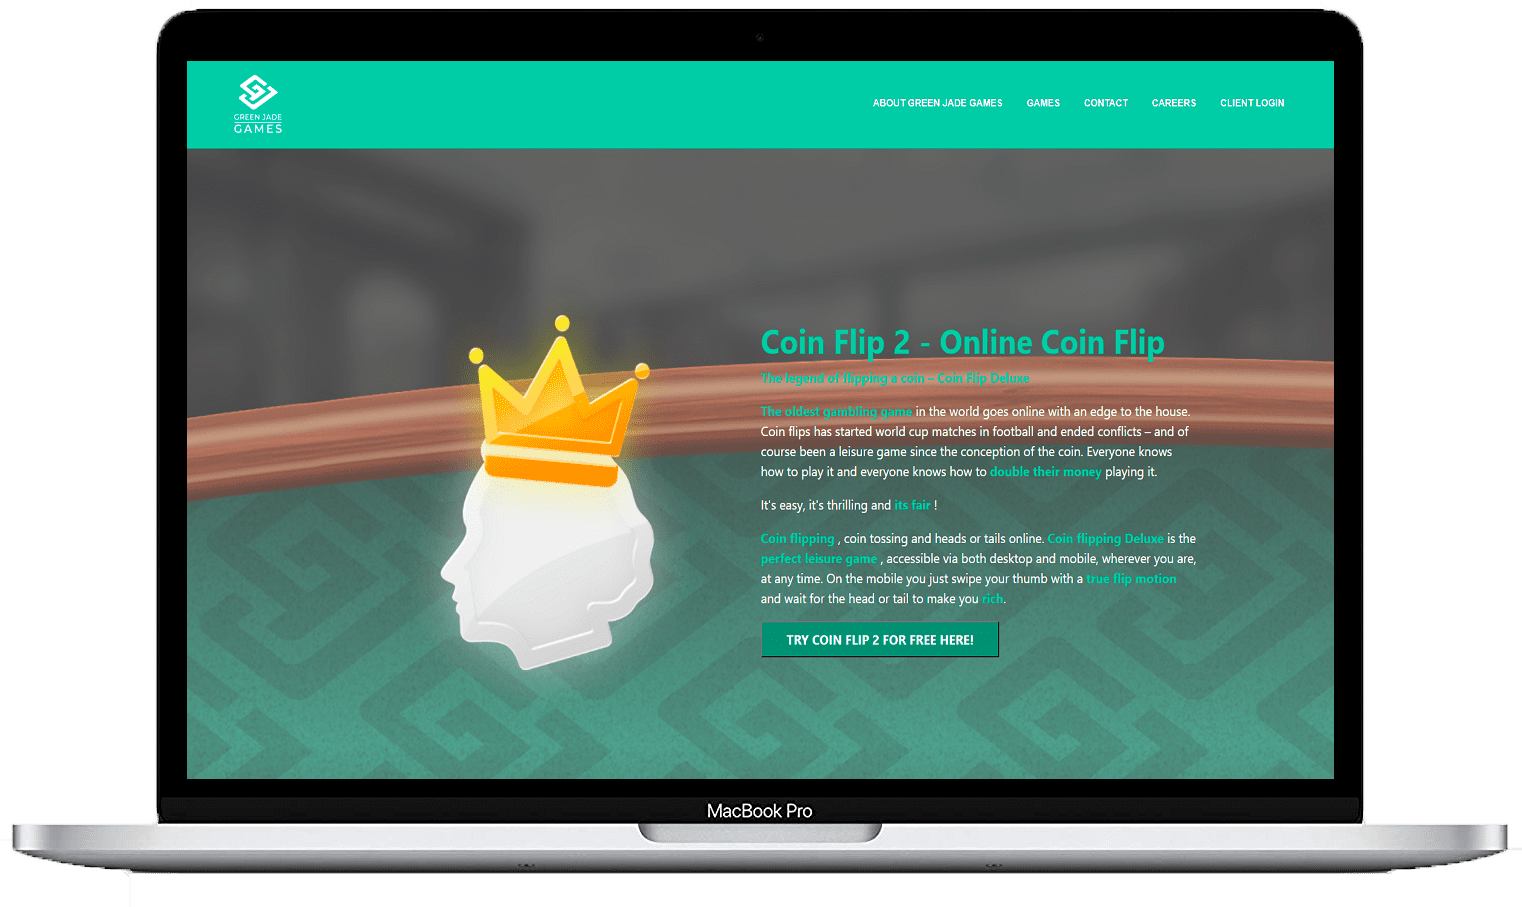 GREEN JADE
GAMES
ABOUT GREEN JADE GAMES
GAMES
CONTACT
CAREERS
CLIENT LOGIN
Coin Flip 2 - Online Coin Flip
The legend of flipping a coin – Coin Flip Deluxe
The oldest gambling game in the world goes online with an edge to the house.
Coin flips has started world cup matches in football and ended conflicts – and of
course been a leisure game since the conception of the coin. Everyone knows
how to play it and everyone knows how to double their money playing it.
It's easy, it's thrilling and its fair !
Coin flipping , coin tossing and heads or tails online. Coin flipping Deluxe is the
perfect leisure game , accessible via both desktop and mobile, wherever you are,
at any time. On the mobile you just swipe your thumb with a true flip motion
and wait for the head or tail to make you rich.
TRY COIN FLIP 2 FOR FREE HERE!
MacBook Pro